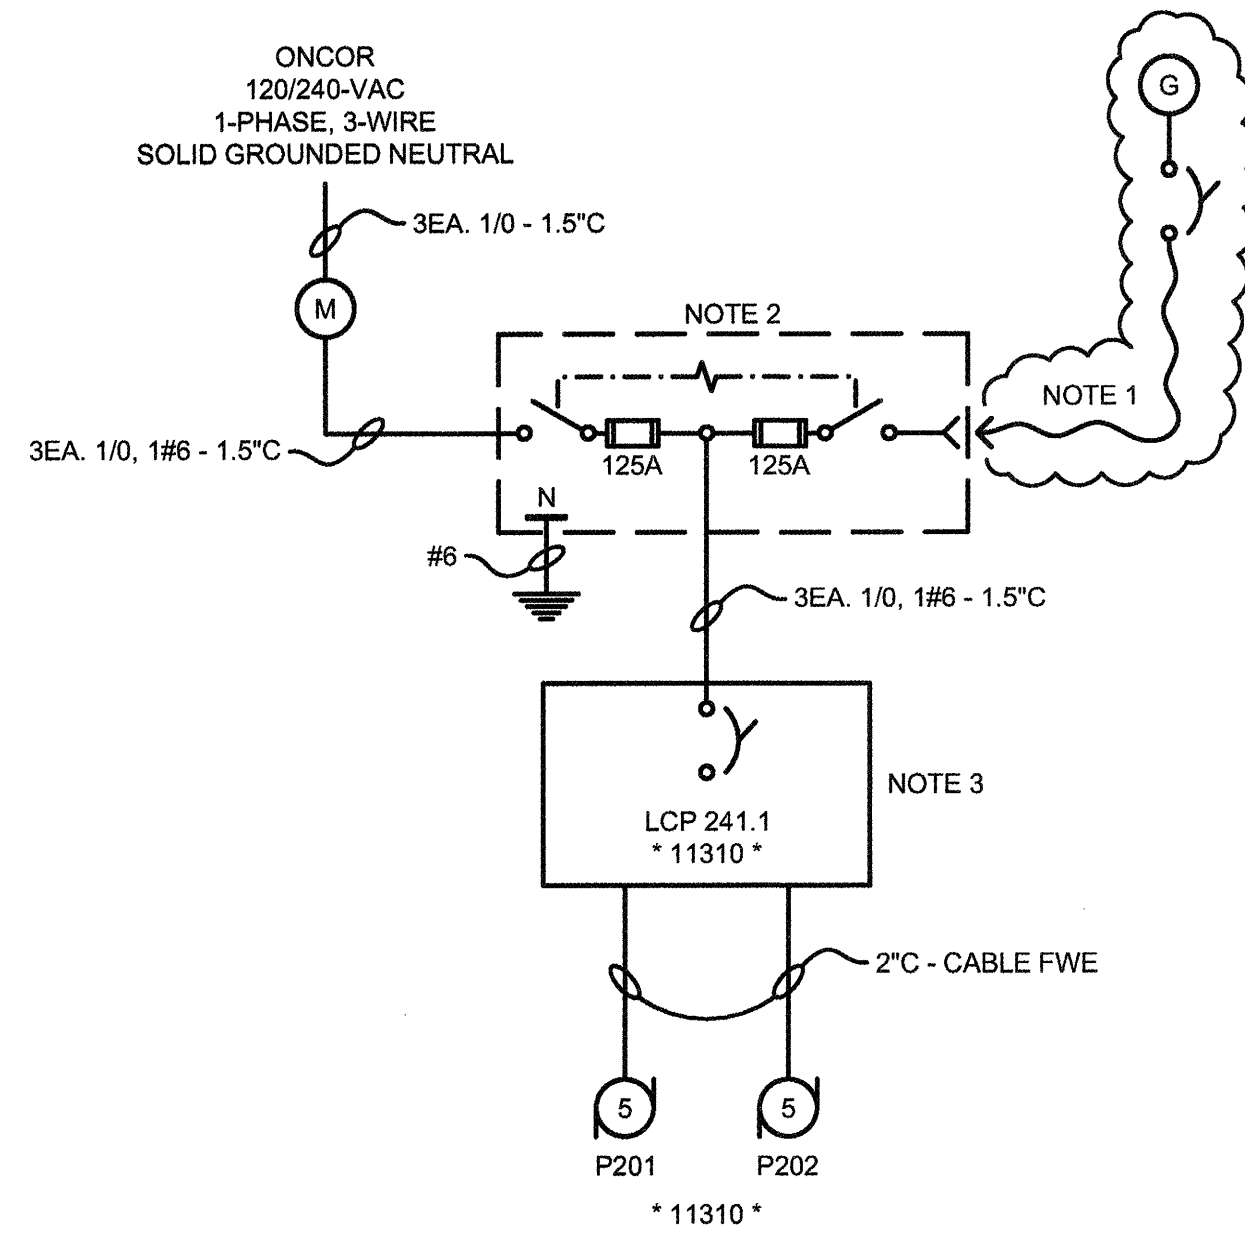 ONCOR
120/240-VAC
1-PHASE, 3-WIRE
SOLID GROUNDED NEUTRAL
G
3EA. 1/0 - 1.5"C
M
NOTE 2
NOTE 1
3EA. 1/0, 1#6 - 1.5"C
125A
125A
N
#6
3EA. 1/0, 1#6 - 1.5"C
NOTE 3
LCP 241.1
* 11310 *
2"C - CABLE FWE
5
5
P201
P202
* 11310 *